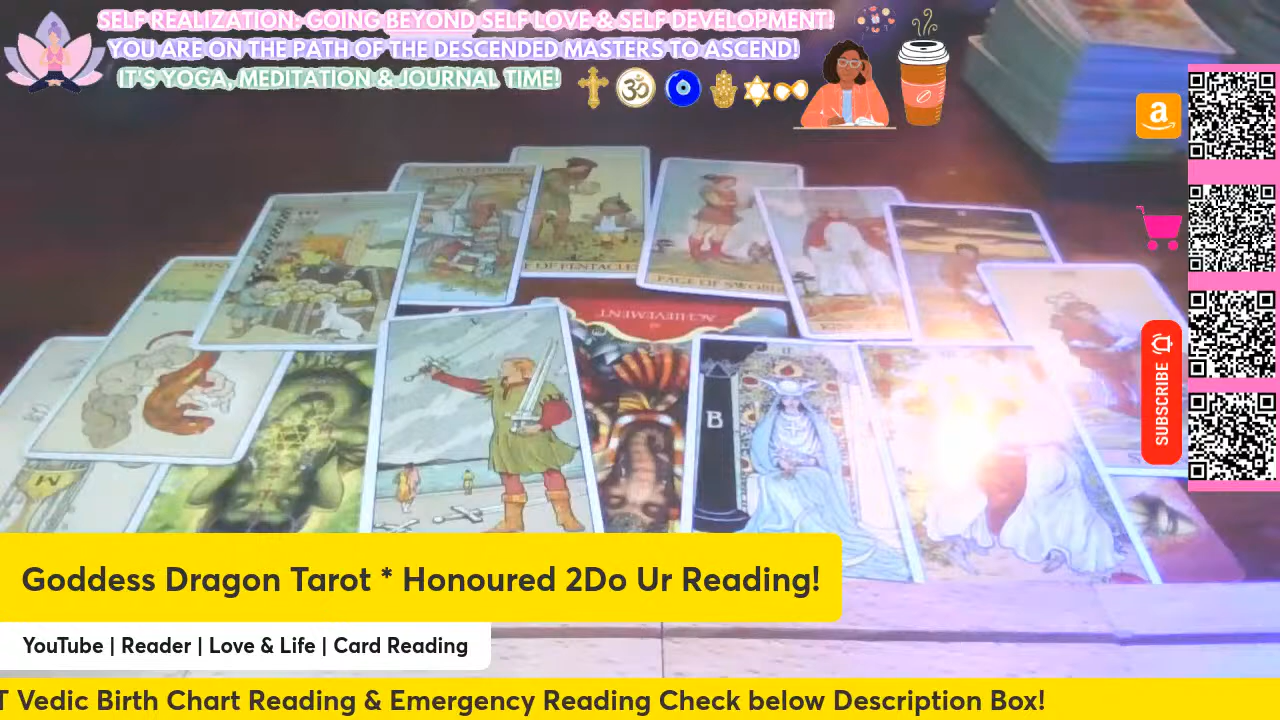 SELF REALIZATION: GOING BEYOND SELF LOVE & SELF DEVELOPMENT!
YOU ARE ON THE PATH OF THE DESCENDED MASTERS TO ASCEND!
IT'S YOGA, MEDITATION & JOURNAL TIME!
a
OF PENTACLES
PAGE OF SWORDS
ACHIEVEMENT
II
B
SUBSCRIBE
Goddess Dragon Tarot * Honoured 2Do Ur Reading!
YouTube | Reader | Love & Life | Card Reading
T Vedic Birth Chart Reading & Emergency Reading Check below Description Box!